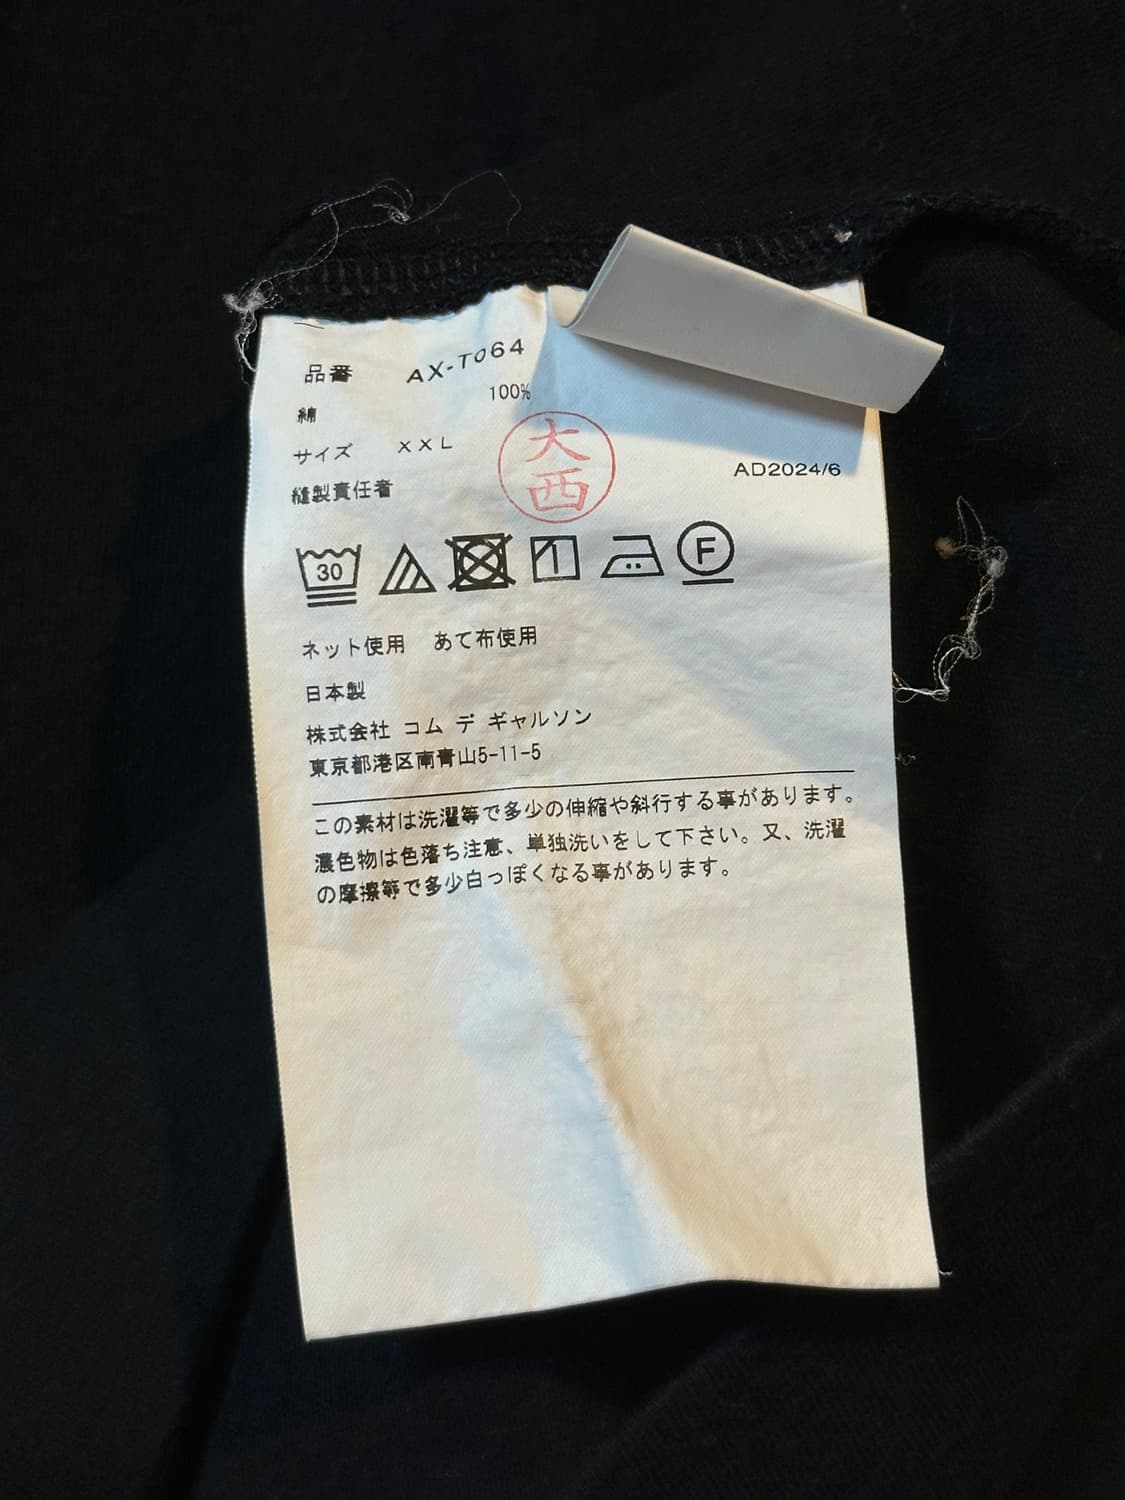 品番 AX-T064
綿 100%
サイズ XXL
縫製責任者 大西
AD2024/6
30
F
ネット使用 あて布使用
日本製
株式会社 コム デ ギャルソン
東京都港区南青山5-11-5
この素材は洗濯等で多少の伸縮や斜行する事があります。
濃色物は色落ち注意、単独洗いをして下さい。又、洗濯
の摩擦等で多少白っぽくなる事があります。